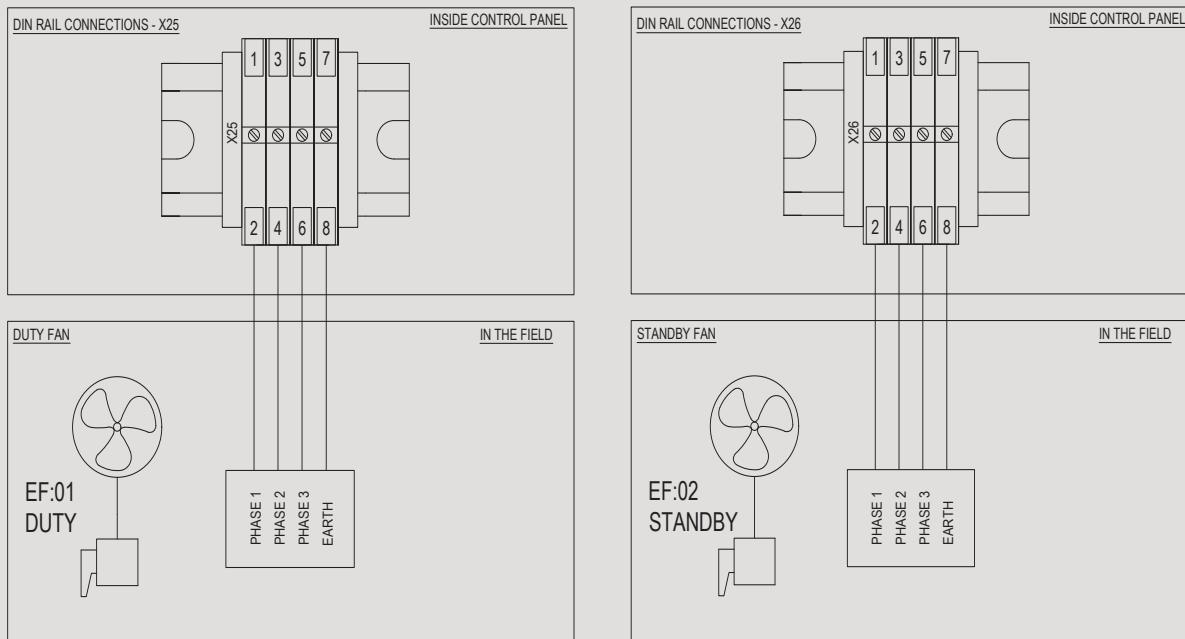 DIN RAIL CONNECTIONS - X25
INSIDE CONTROL PANEL
1 3 5 7
X25
2 4 6 8
DUTY FAN
IN THE FIELD
EF:01
DUTY
PHASE 1
PHASE 2
PHASE 3
EARTH
DIN RAIL CONNECTIONS - X26
INSIDE CONTROL PANEL
1 3 5 7
X26
2 4 6 8
STANDBY FAN
IN THE FIELD
EF:02
STANDBY
PHASE 1
PHASE 2
PHASE 3
EARTH